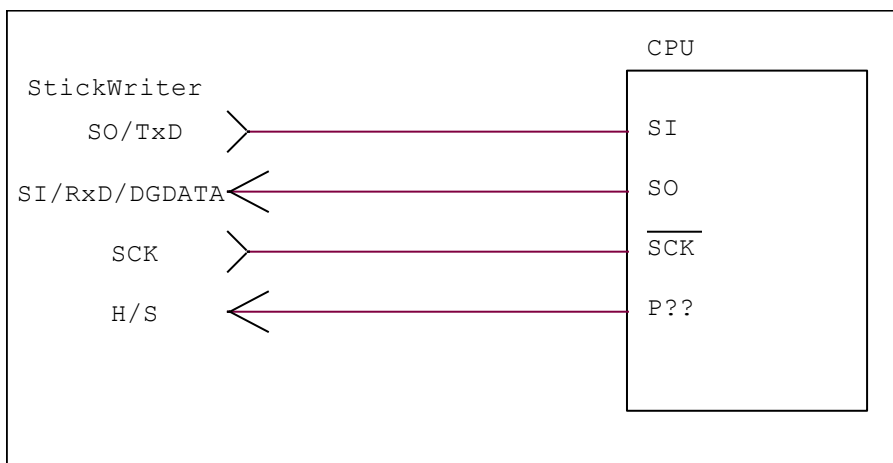 CPU
StickWriter
SO/TxD
SI
SI/RxD/DGDATA
SO
SCK
SCK
H/S
P??